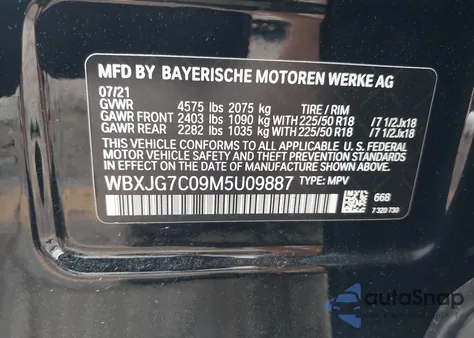 MFD BY BAYERISCHE MOTOREN WERKE AG
07/21
GVWR 4575 lbs 2075 kg TIRE / RIM
GAWR FRONT 2403 lbs 1090 kg WITH 225/50 R18 /7 1/2Jx18
GAWR REAR 2282 lbs 1035 kg WITH 225/50 R18 /7 1/2Jx18
THIS VEHICLE CONFORMS TO ALL APPLICABLE
FEDERAL U.S. MOTOR VEHICLE SAFETY, BUMPER,
AND THEFT PREVENTION STANDARDS IN EFFECT
ON THE DATE OF MANUFACTURE SHOWN ABOVE.
WBXJG7C09M5U09887 TYPE: MPV
668
7 320 730
autoSnap